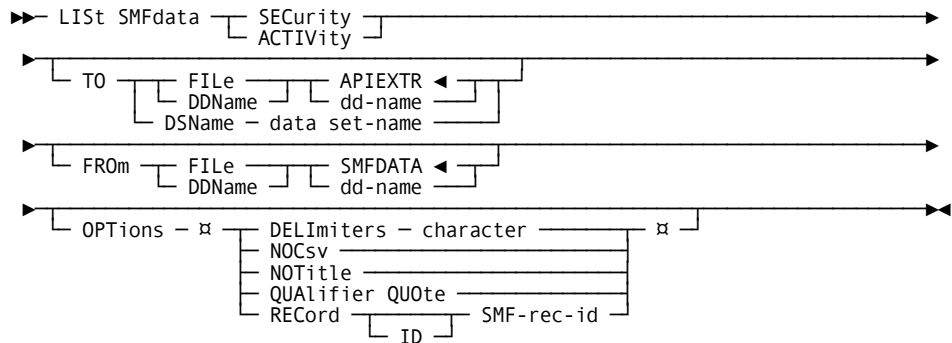 LISt SMFdata SECurity
ACTIVity
TO FILe APIEXTR
DDName dd-name
DSName data set-name
FROm FILe SMFDATA
DDName dd-name
OPTions ¤ DELImiters character ¤
NOCsv
NOTitle
QUAlifier QUOte
RECord SMF-rec-id
ID